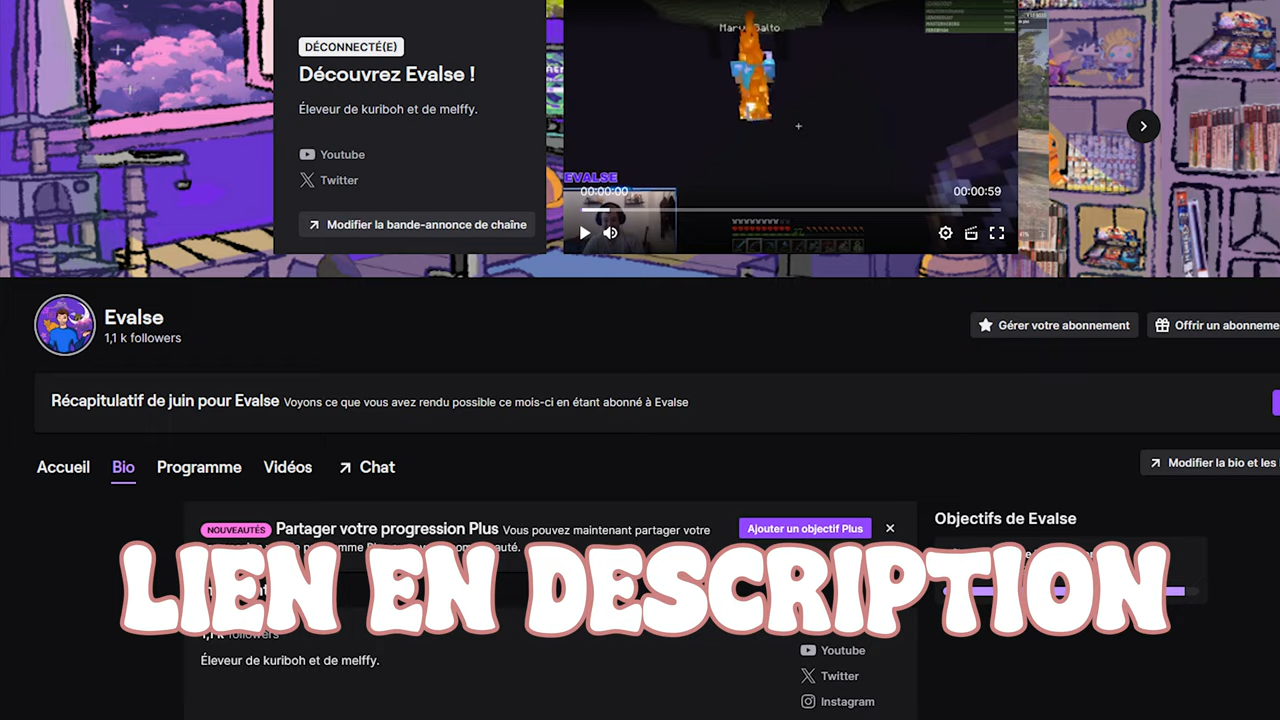 DÉCONNECTÉ(E)
Découvrez Evalse !
Éleveur de kuriboh et de melffy.
Youtube
Twitter
Modifier la bande-annonce de chaîne
EVALSE
00:00:00
00:00:59
Evalse
1,1 k followers
Gérer votre abonnement
Offrir un abonneme
Récapitulatif de juin pour Evalse Voyons ce que vous avez rendu possible ce mois-ci en étant abonné à Evalse
Accueil Bio Programme Vidéos Chat
Modifier la bio et les
NOUVEAUTÉS Partager votre progression Plus Vous pouvez maintenant partager votre
Ajouter un objectif Plus
Objectifs de Evalse
LIEN EN DESCRIPTION
1,1 k followers
Éleveur de kuriboh et de melffy.
Youtube
Twitter
Instagram